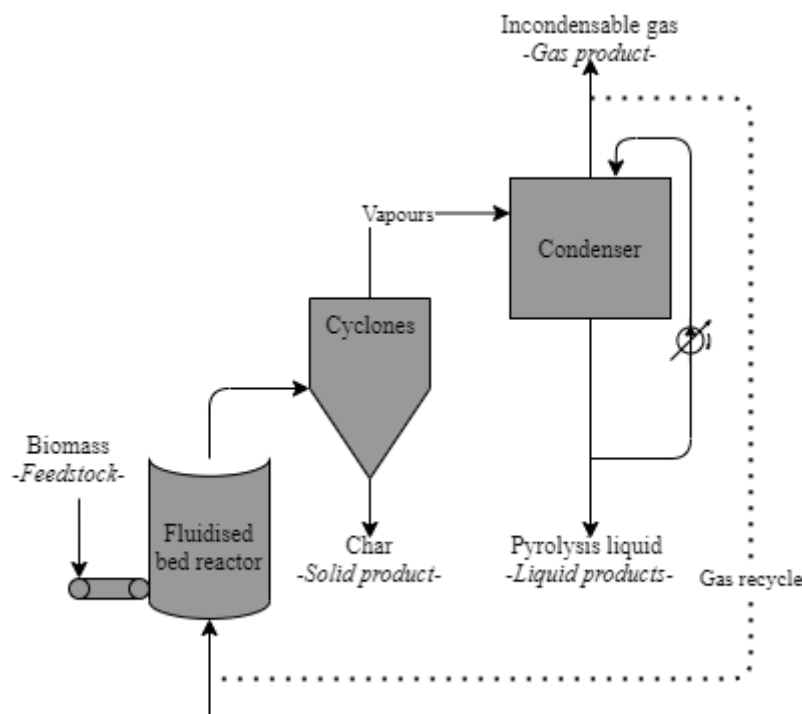 Incondensable gas
-Gas product-
Vapours
Condenser
Cyclones
Biomass
-Feedstock-
Fluidised
bed reactor
Char
-Solid product-
Pyrolysis liquid
-Liquid products-
Gas recycle